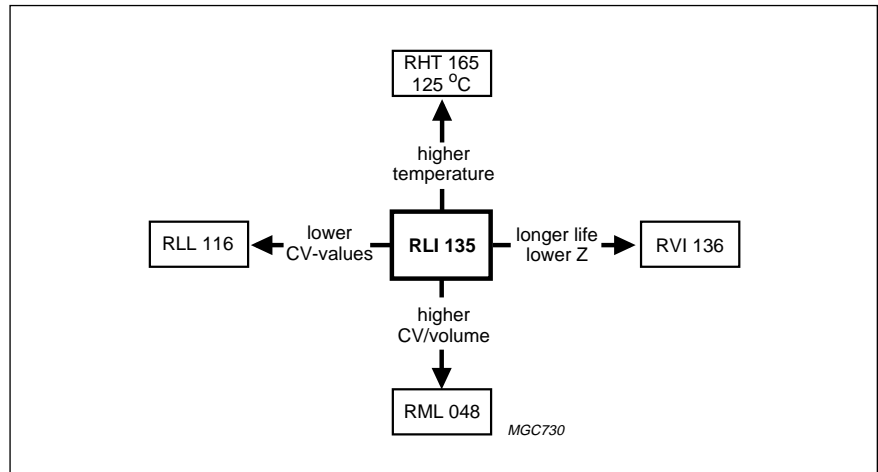 RHT 165
125 °C
higher
temperature
RLL 116
lower
CV-values
RLI 135
longer life
lower Z
RVI 136
higher
CV/volume
RML 048
MGC730